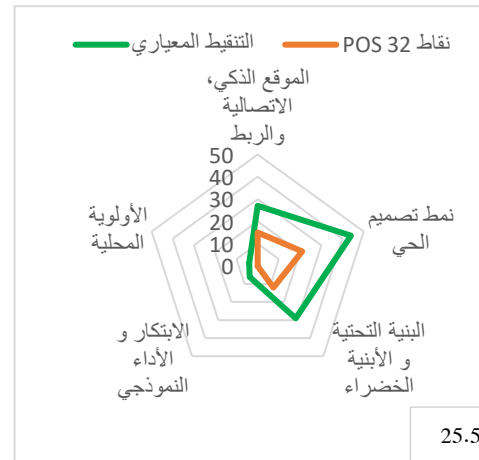 التنقيط المعياري
نقاط POS 32
الموقع الذكي،
الاتصالية
والربط
50
40
30
20
10
0
نمط تصميم
الحي
البنية التحتية
و الأبنية
الخضراء
الابتكار و
الأداء
النموذجي
الأولوية
المحلية
25.5